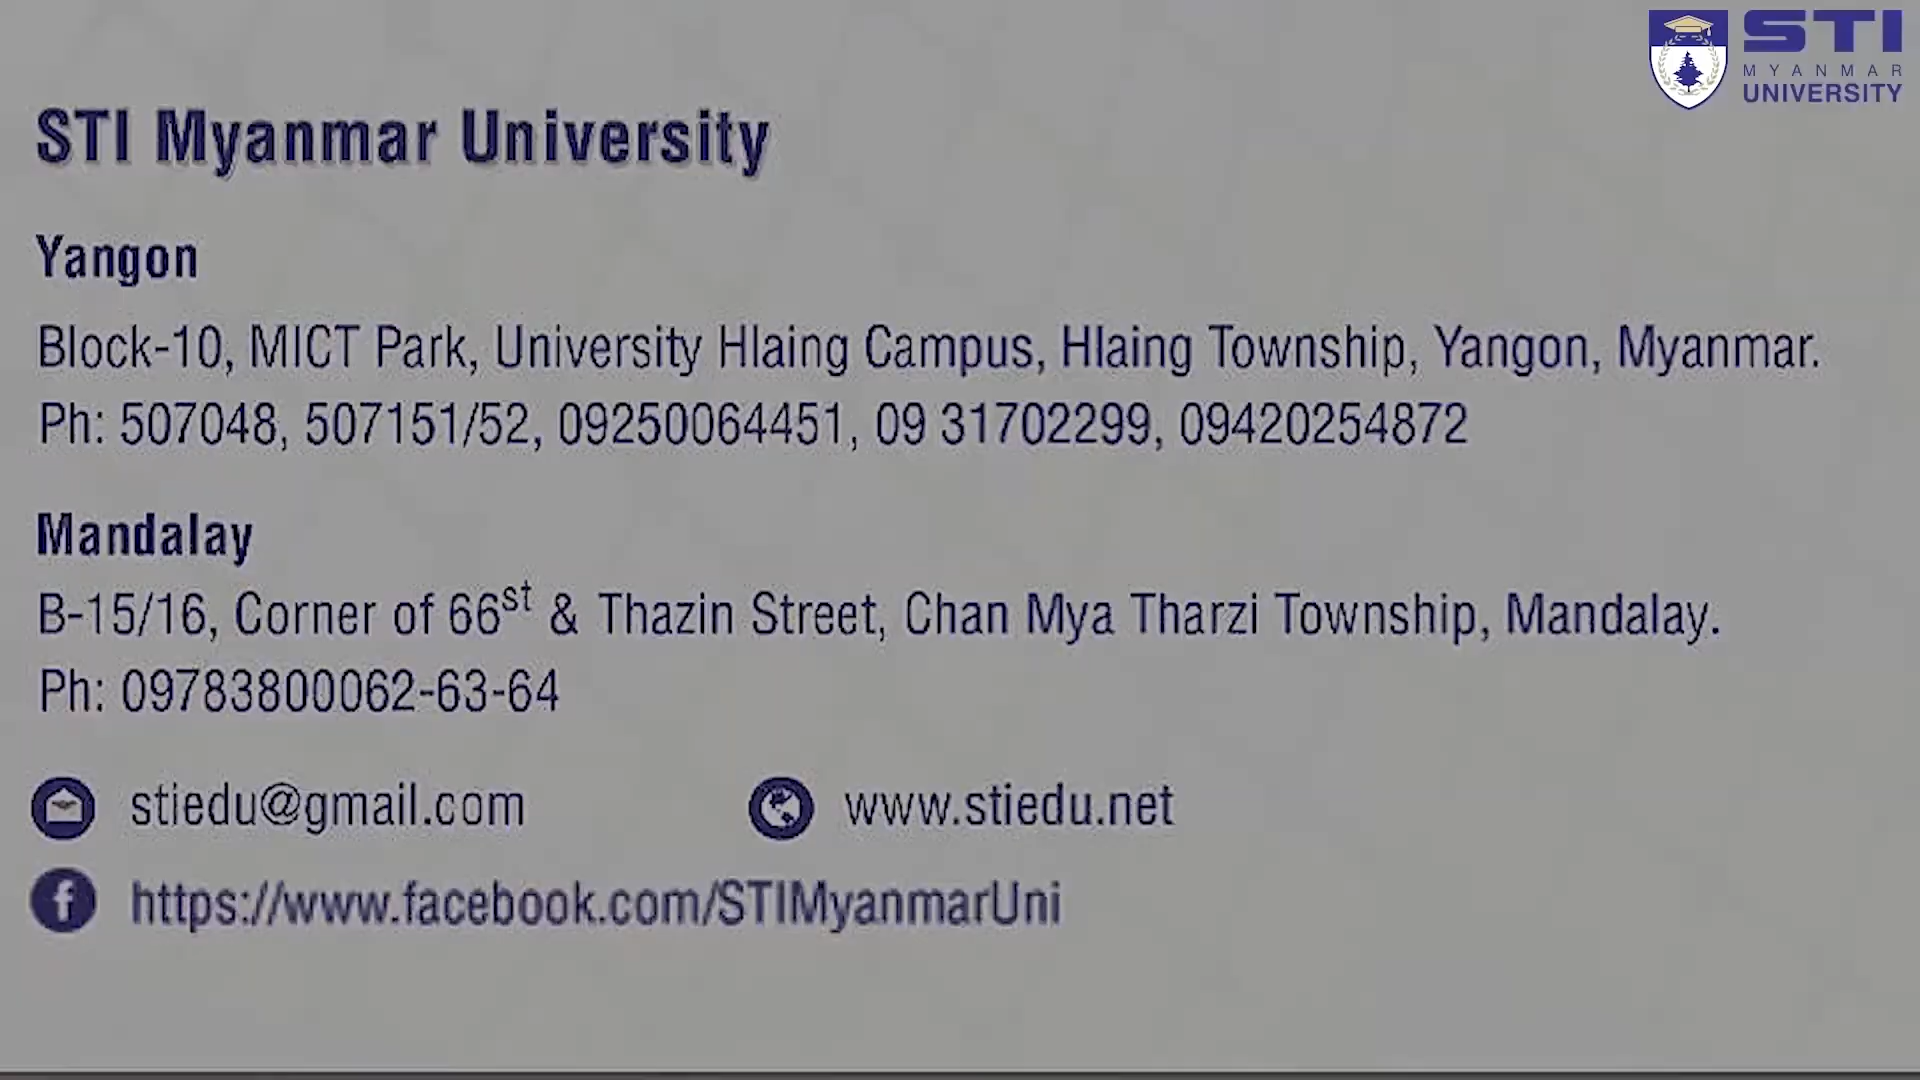 STI
MYANMAR
UNIVERSITY
STI Myanmar University
Yangon
Block-10, MICT Park, University Hlaing Campus, Hlaing Township, Yangon, Myanmar.
Ph: 507048, 507151/52, 09250064451, 09 31702299, 09420254872
Mandalay
B-15/16, Corner of 66st & Thazin Street, Chan Mya Tharzi Township, Mandalay.
Ph: 09783800062-63-64
stiedu@gmail.com
www.stiedu.net
https://www.facebook.com/STIMyanmarUni